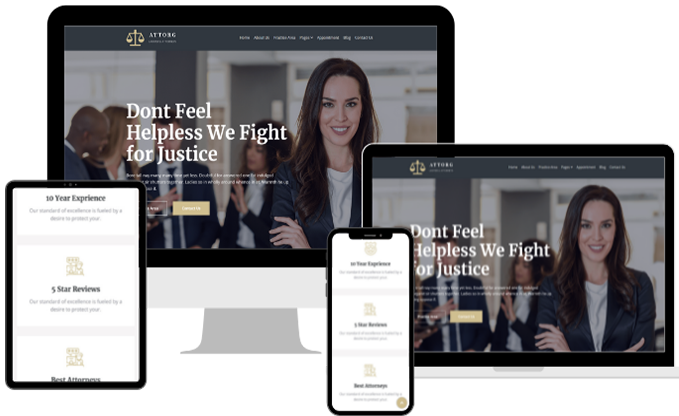 ATTORG
Home About Us Practice Area Pages Appointment Blog Contact Us
Dont Feel
Helpless We Fight
for Justice
Contact Us
ATTORG
Home About Us Practice Area Pages Appointment Blog Contact Us
Dont Feel
Helpless We Fight
for Justice
10 Year Exprience
Our standard of excellence is fueled by a
desire to protect your.
5 Star Reviews
Our standard of excellence is fueled by a
desire to protect your.
Best Attorneys
10 Year Exprience
Our standard of excellence is fueled by a
desire to protect your.
5 Star Reviews
Our standard of excellence is fueled by a
desire to protect your.
Best Attorneys
Our standard of excellence is fueled by a
desire to protect your.